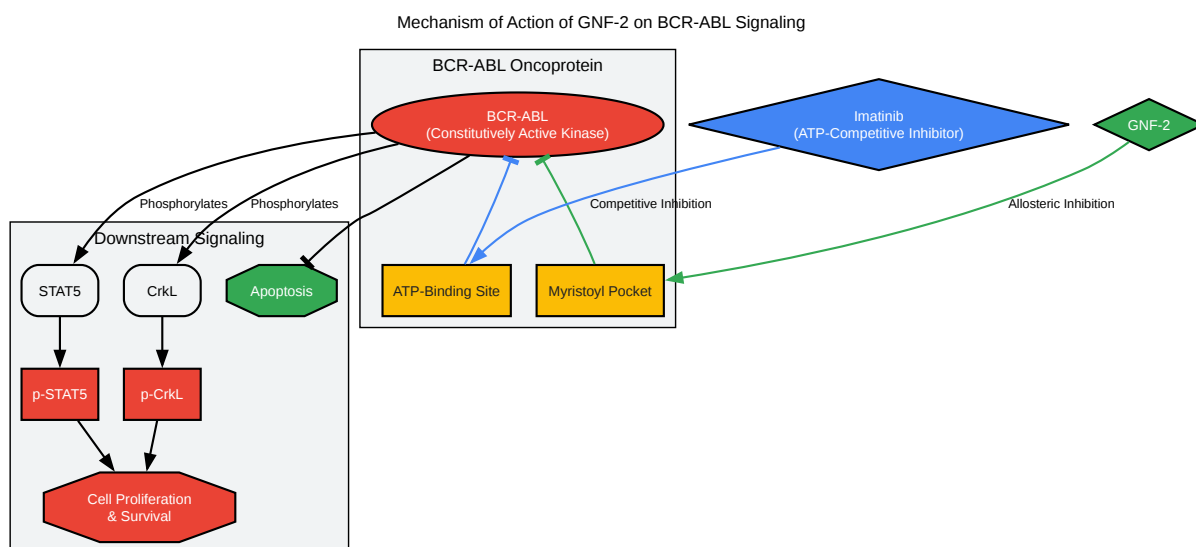 Mechanism of Action of GNF-2 on BCR-ABL Signaling
BCR-ABL Oncoprotein
BCR-ABL
(Constitutively Active Kinase)
Imatinib
(ATP-Competitive Inhibitor)
GNF-2
Phosphorylates
Phosphorylates
Competitive Inhibition
Allosteric Inhibition
Downstream Signaling
STAT5
CrkL
Apoptosis
ATP-Binding Site
Myristoyl Pocket
p-STAT5
p-CrkL
Cell Proliferation
& Survival